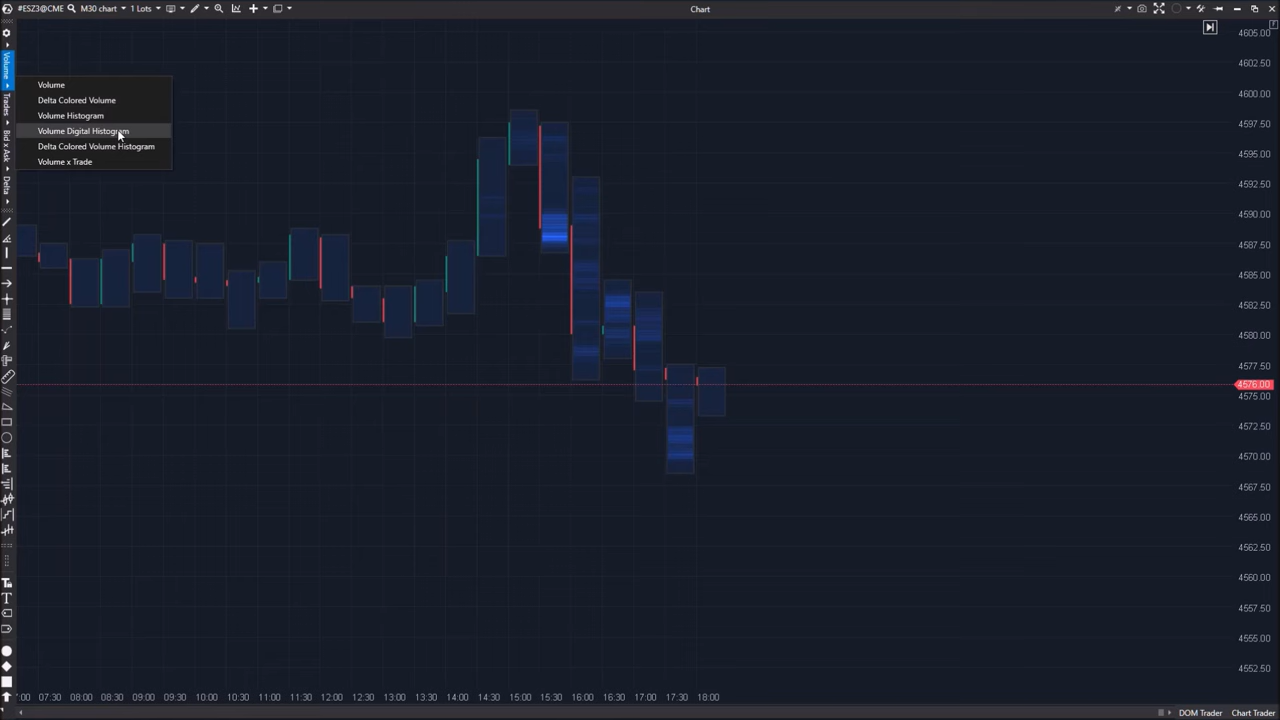 #ESZ3@CME M30 chart 1 Lots Chart
4605.00
4602.50
Volume
Volume
4600.00
Delta Colored Volume
Trades
Volume Histogram
4597.50
Volume Digital Histogram
Bid x Ask
Delta Colored Volume Histogram
4595.00
Volume x Trade
Delta
4592.50
4590.00
4587.50
4585.00
4582.50
4580.00
4577.50
4576.00
4575.00
4572.50
4570.00
4567.50
4565.00
4562.50
4560.00
4557.50
4555.00
4552.50
:00 07:30 08:00 08:30 09:00 09:30 10:00 10:30 11:00 11:30 12:00 12:30 13:00 13:30 14:00 14:30 15:00 15:30 16:00 16:30 17:00 17:30 18:00
DOM Trader Chart Trader